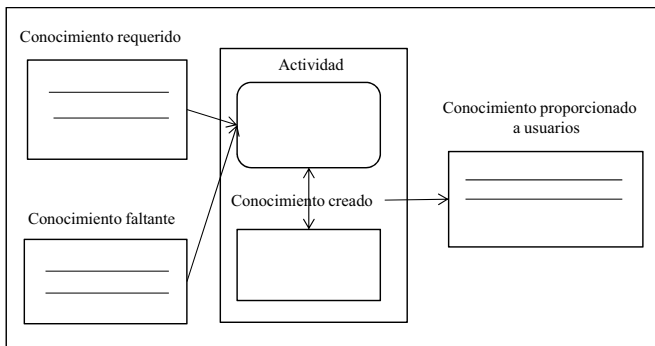 Conocimiento requerido
Actividad
Conocimiento proporcionado
a usuarios
Conocimiento creado
Conocimiento faltante